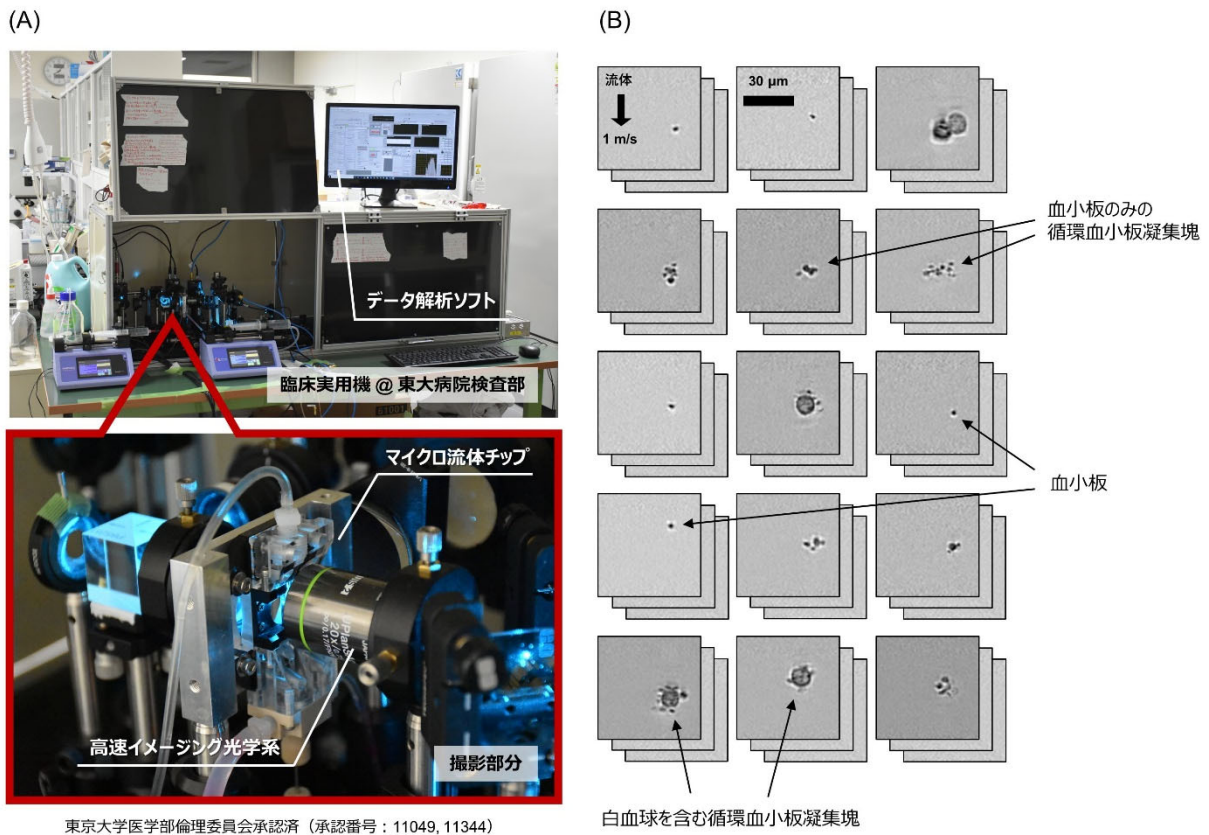 (A)
データ解析ソフト
臨床実用機 @ 東大病院検査部
マイクロ流体チップ
高速イメージング光学系
撮影部分
東京大学医学部倫理委員会承認済（承認番号：11049, 11344）
(B)
流体
1 m/s
30 μm
血小板のみの
循環血小板凝集塊
血小板
白血球を含む循環血小板凝集塊